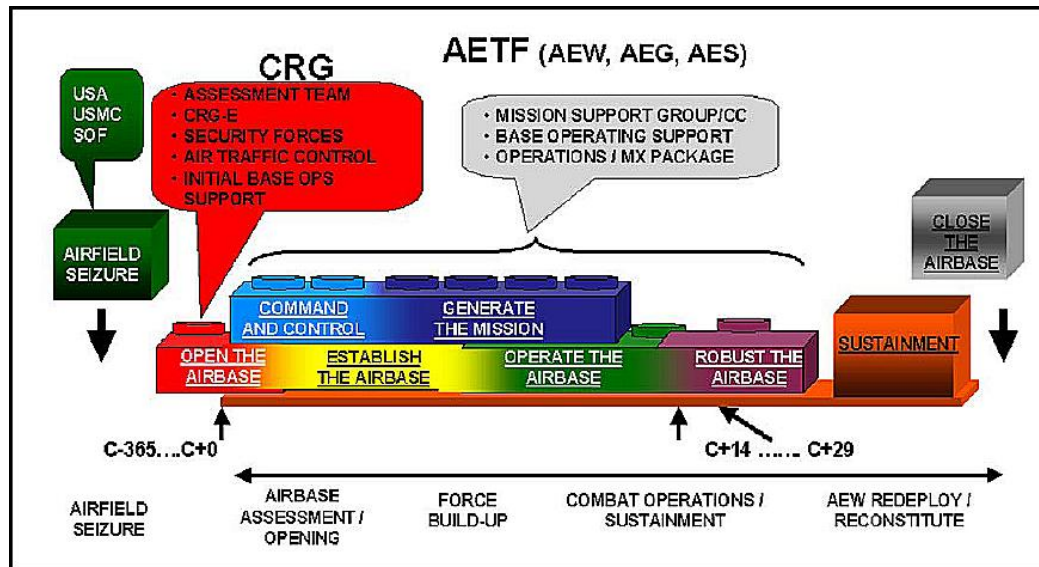 AETF (AEW, AEG, AES)
CRG
USA
USMC
SOF
• ASSESSMENT TEAM
• CRG-E
• SECURITY FORCES
• AIR TRAFFIC CONTROL
• INITIAL BASE OPS
SUPPORT
• MISSION SUPPORT GROUP/CC
• BASE OPERATING SUPPORT
• OPERATIONS / MX PACKAGE
AIRFIELD
SEIZURE
CLOSE
THE
AIRBASE
COMMAND
AND CONTROL
GENERATE
THE MISSION
OPEN THE
AIRBASE
ESTABLISH
THE AIRBASE
OPERATE THE
AIRBASE
ROBUST THE
AIRBASE
SUSTAINMENT
C-365....C+0
C+14 ....... C+29
AIRFIELD
SEIZURE
AIRBASE
ASSESSMENT /
OPENING
FORCE
BUILD-UP
COMBAT OPERATIONS /
SUSTAINMENT
AEW REDEPLOY /
RECONSTITUTE